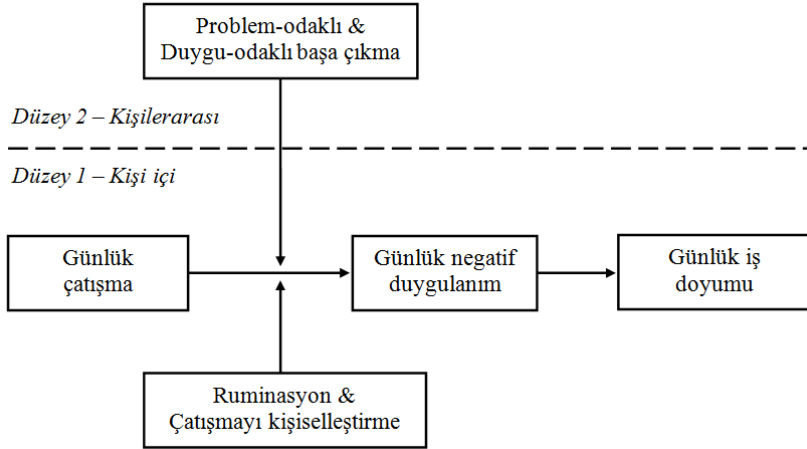 Problem-odaklı &
Duygu-odaklı başa çıkma
Düzey 2 – Kişilerarası
Düzey 1 – Kişi içi
Günlük
çatışma
Günlük negatif
duygulanım
Günlük iş
doyumu
Ruminasyon &
Çatışmayı kişiselleştirme